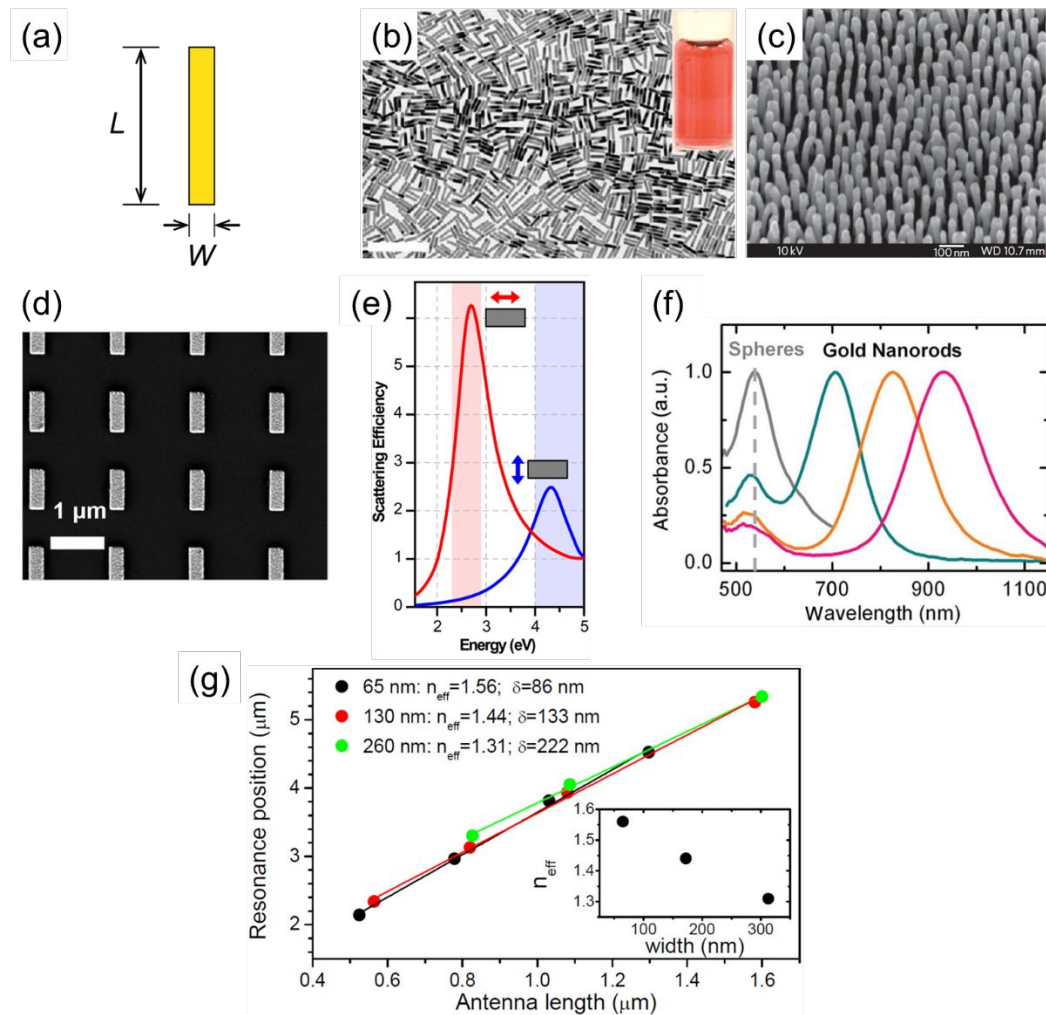 (a)
L
W
(b)
(c)
10 kV
100 nm
WD 10.7 mm
(d)
1 µm
(e)
Scattering Efficiency
6
5
4
3
2
1
0
2
3
4
5
Energy (eV)
(f)
Spheres Gold Nanorods
Absorbance (a.u.)
1.0
0.5
0.0
500
700
900
1100
Wavelength (nm)
(g)
Resonance position (µm)
5
4
3
2
65 nm: n_eff=1.56; δ=86 nm
130 nm: n_eff=1.44; δ=133 nm
260 nm: n_eff=1.31; δ=222 nm
n_eff
1.6
1.5
1.4
1.3
100
200
300
width (nm)
0.4
0.6
0.8
1.0
1.2
1.4
1.6
Antenna length (µm)